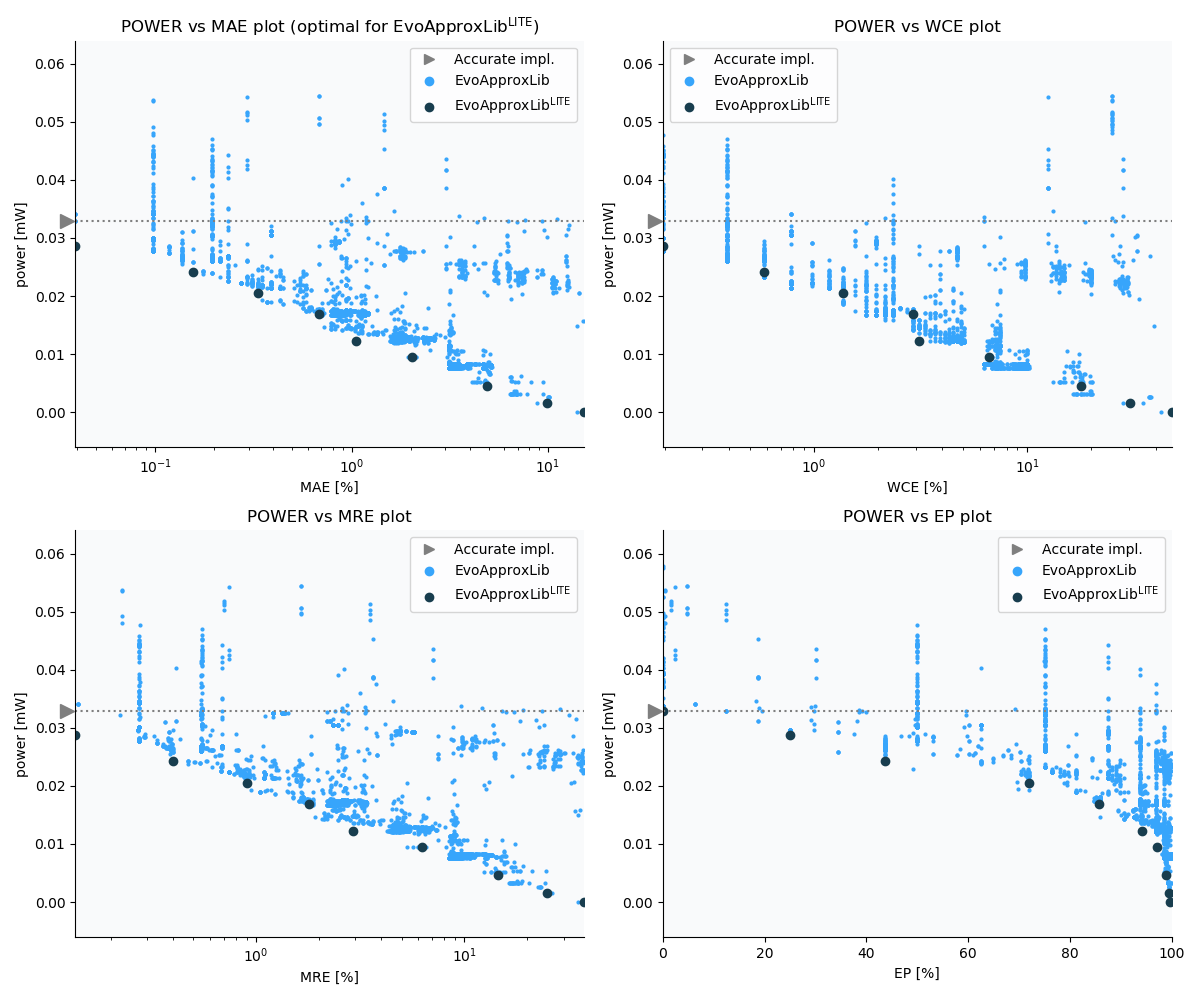 POWER vs MAE plot (optimal for EvoApproxLib^LITE)
power [mW]
0.06
0.05
0.04
0.03
0.02
0.01
0.00
Accurate impl.
EvoApproxLib
EvoApproxLib^LITE
10^-1
10^0
10^1
MAE [%]
POWER vs WCE plot
power [mW]
0.06
0.05
0.04
0.03
0.02
0.01
0.00
Accurate impl.
EvoApproxLib
EvoApproxLib^LITE
10^0
10^1
WCE [%]
POWER vs MRE plot
power [mW]
0.06
0.05
0.04
0.03
0.02
0.01
0.00
Accurate impl.
EvoApproxLib
EvoApproxLib^LITE
10^0
10^1
MRE [%]
POWER vs EP plot
power [mW]
0.06
0.05
0.04
0.03
0.02
0.01
0.00
Accurate impl.
EvoApproxLib
EvoApproxLib^LITE
0 20 40 60 80 100
EP [%]